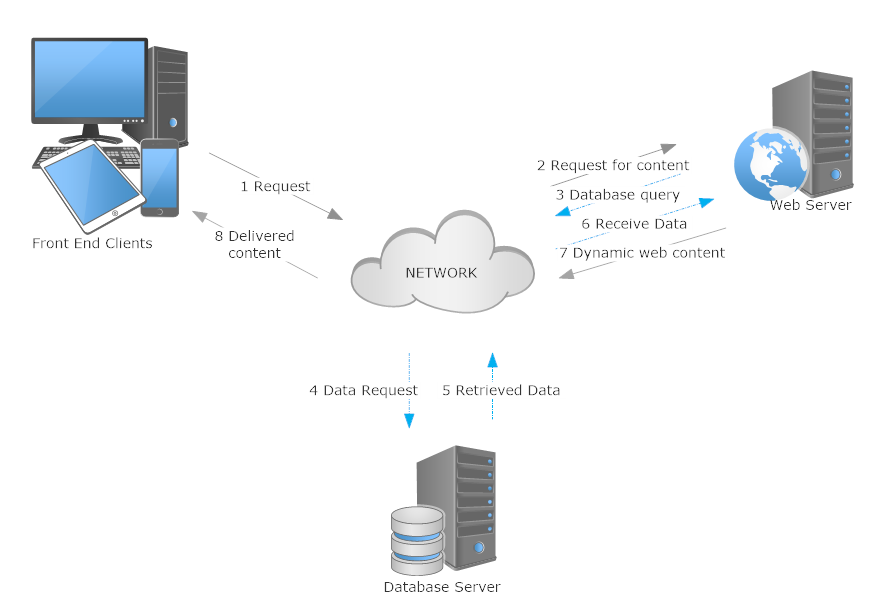 2 Request for content
1 Request
3 Database query
Web Server
6 Receive Data
8 Delivered
content
Front End Clients
7 Dynamic web content
NETWORK
4 Data Request
5 Retrieved Data
Database Server